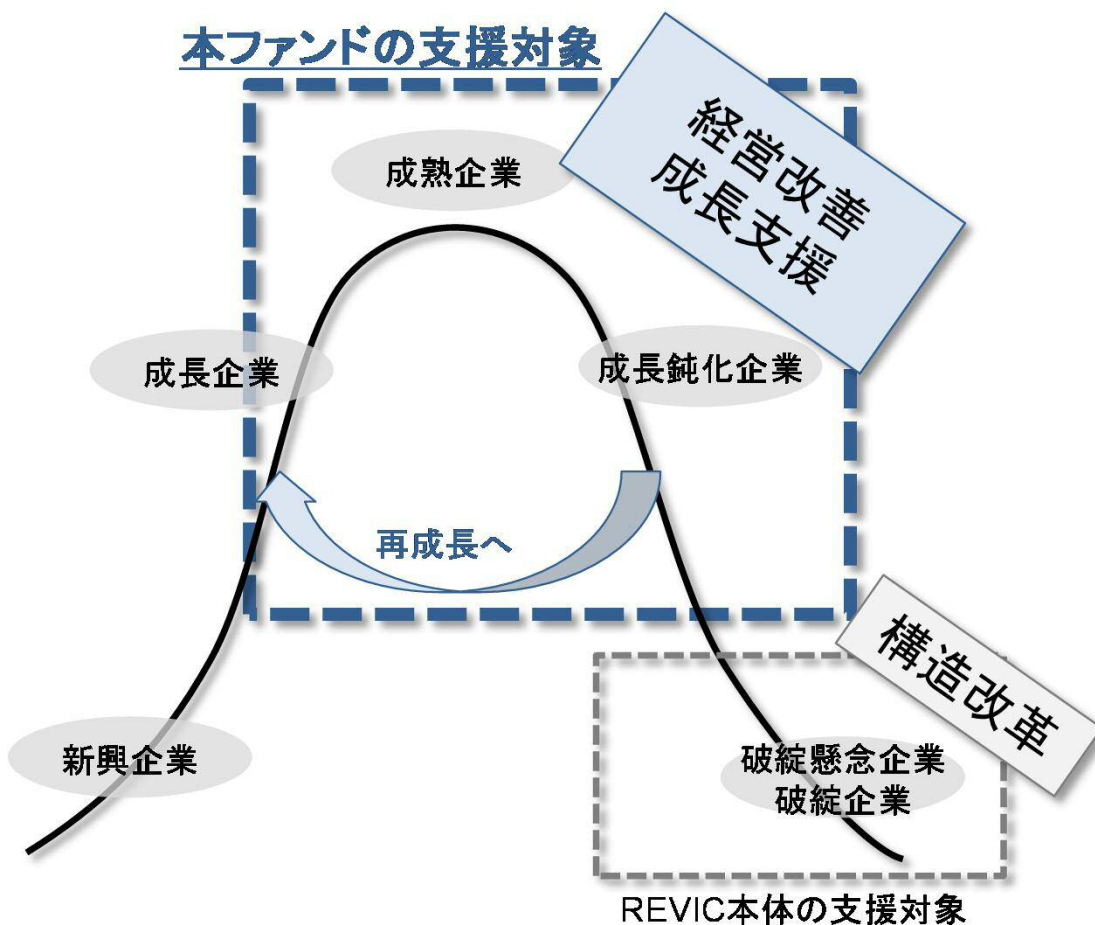 本ファンドの支援対象
経営改善
成長支援
成熟企業
成長企業
成長鈍化企業
再成長へ
構造改革
新興企業
破綻懸念企業
破綻企業
REVIC本体の支援対象